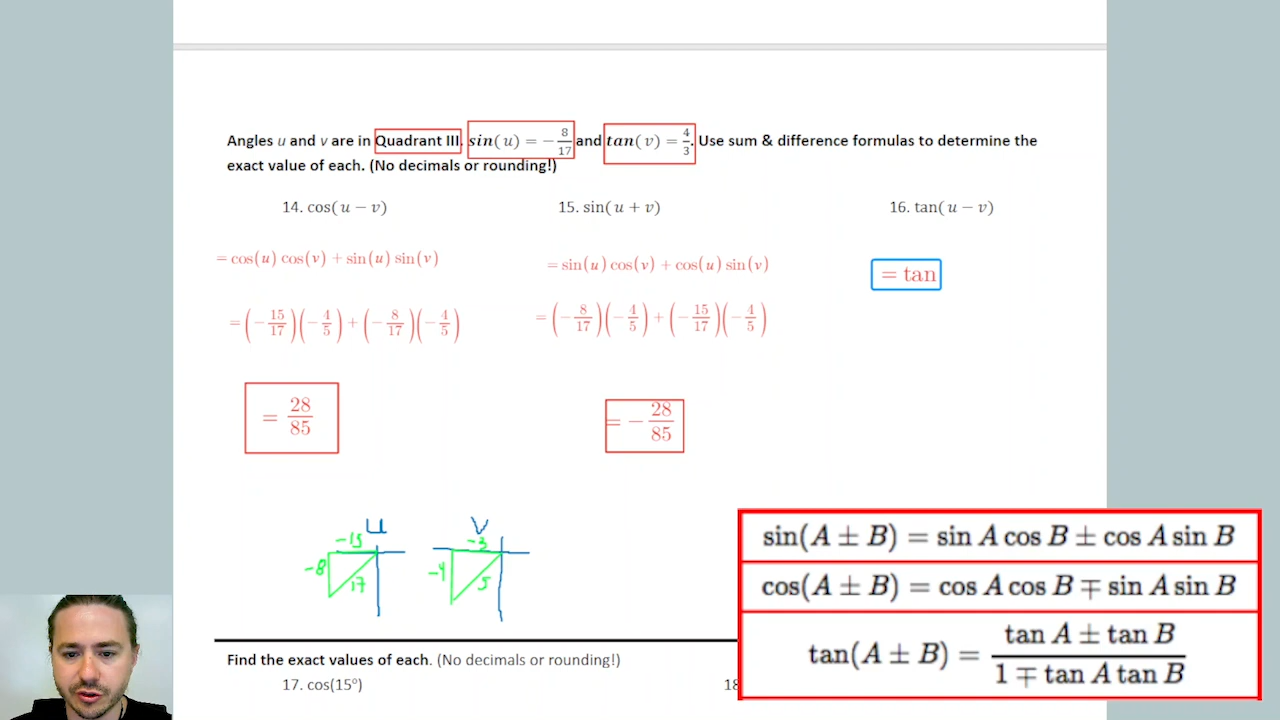 Angles u and v are in Quadrant III. sin(u) = −8/17 and tan(v) = 4/3. Use sum & difference formulas to determine the
exact value of each. (No decimals or rounding!)
14. cos(u − v)
15. sin(u + v)
16. tan(u − v)
= cos(u) cos(v) + sin(u) sin(v)
= sin(u) cos(v) + cos(u) sin(v)
= tan
= (−15/17)(−4/5) + (−8/17)(−4/5)
= (−8/17)(−4/5) + (−15/17)(−4/5)
= 28/85
= −28/85
u
-15
-8
17
v
-3
-4
5
sin(A ± B) = sin A cos B ± cos A sin B
cos(A ± B) = cos A cos B ∓ sin A sin B
tan(A ± B) = (tan A ± tan B)/(1 ∓ tan A tan B)
Find the exact values of each. (No decimals or rounding!)
17. cos(15°)
18